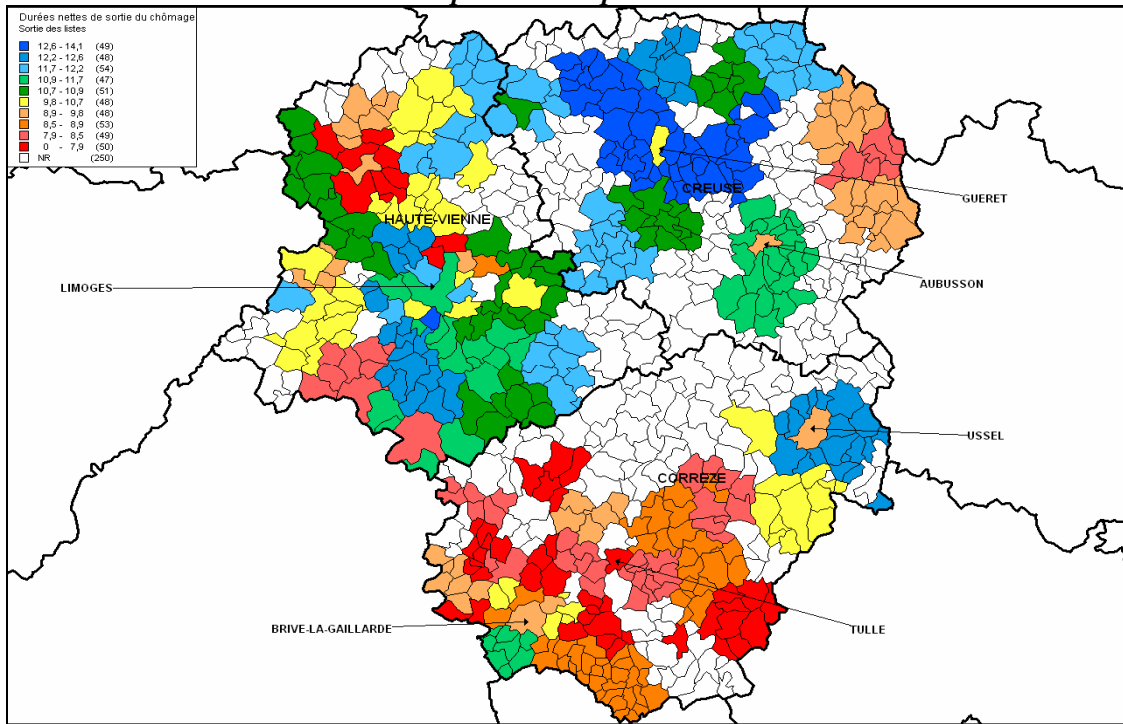 Durées nettes de sortie du chômage
Sortie des listes
12,6 - 14,1 (49)
12,2 - 12,6 (48)
11,7 - 12,2 (54)
10,9 - 11,7 (47)
10,7 - 10,9 (51)
9,8 - 10,7 (48)
8,9 - 9,8 (48)
8,5 - 8,9 (53)
7,9 - 8,5 (49)
0 - 7,9 (50)
NR (250)
CREUSE
GUERET
HAUTE-VIENNE
AUBUSSON
LIMOGES
USSEL
CORREZE
BRIVE-LA-GAILLARDE
TULLE